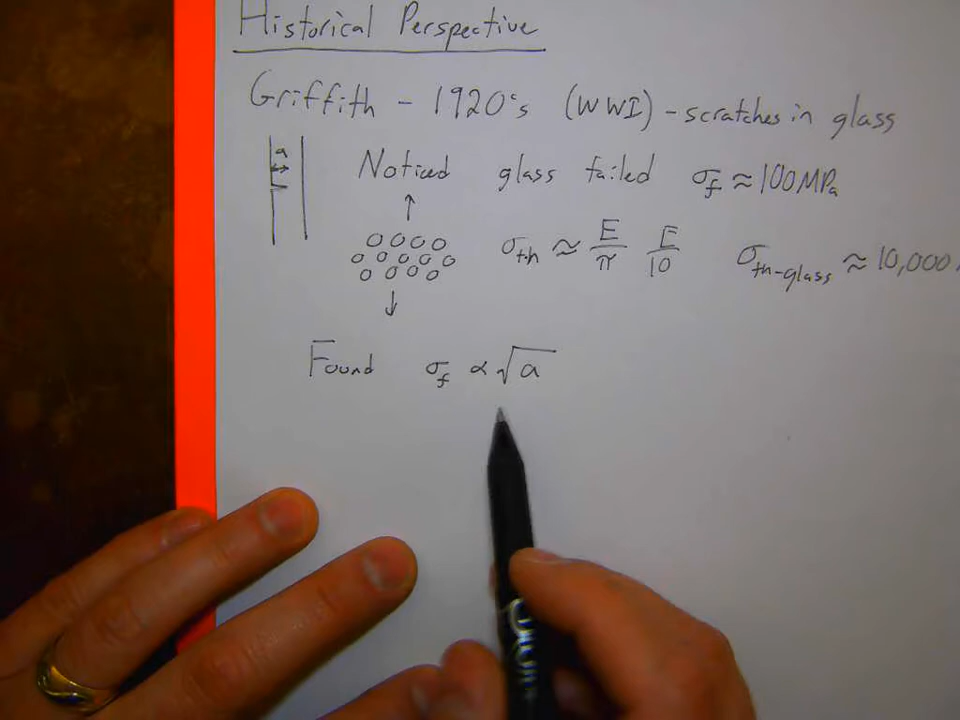 Historical Perspective
Griffith - 1920's (WWI) - scratches in glass
a
Noticed glass failed σf ≈ 100MPa
σth ≈ E/π E/10 σth-glass ≈ 10,000
Found σf ∝ √a